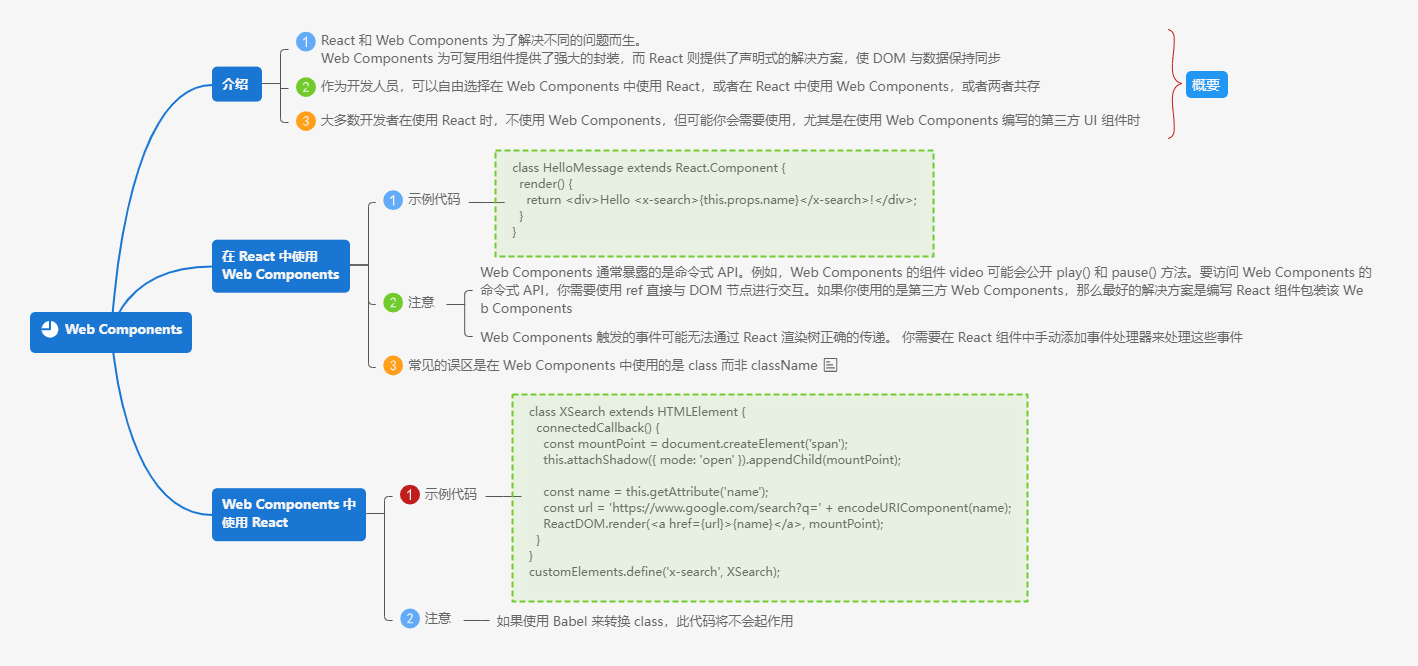 Web Components
介绍
1 React 和 Web Components 为了解决不同的问题而生。
Web Components 为可复用组件提供了强大的封装，而 React 则提供了声明式的解决方案，使 DOM 与数据保持同步
2 作为开发人员，可以自由选择在 Web Components 中使用 React，或者在 React 中使用 Web Components，或者两者共存
3 大多数开发者在使用 React 时，不使用 Web Components，但可能你会需要使用，尤其是在使用 Web Components 编写的第三方 UI 组件时
概要
在 React 中使用
Web Components
1 示例代码
class HelloMessage extends React.Component {
render() {
return <div>Hello <x-search>{this.props.name}</x-search>!</div>;
}
}
2 注意
Web Components 通常暴露的是命令式 API。例如，Web Components 的组件 video 可能会公开 play() 和 pause() 方法。要访问 Web Components 的
命令式 API，你需要使用 ref 直接与 DOM 节点进行交互。如果你使用的是第三方 Web Components，那么最好的解决方案是编写 React 组件包装该 We
b Components
Web Components 触发的事件可能无法通过 React 渲染树正确的传递。 你需要在 React 组件中手动添加事件处理器来处理这些事件
3 常见的误区是在 Web Components 中使用的是 class 而非 className
Web Components 中
使用 React
1 示例代码
class XSearch extends HTMLElement {
connectedCallback() {
const mountPoint = document.createElement('span');
this.attachShadow({ mode: 'open' }).appendChild(mountPoint);
const name = this.getAttribute('name');
const url = 'https://www.google.com/search?q=' + encodeURIComponent(name);
ReactDOM.render(<a href={url}>{name}</a>, mountPoint);
}
}
customElements.define('x-search', XSearch);
2 注意
如果使用 Babel 来转换 class，此代码将不会起作用